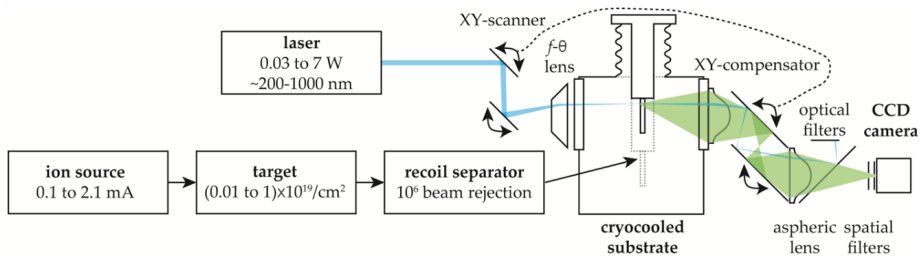 XY-scanner
laser
0.03 to 7 W
~200-1000 nm
f-θ
lens
XY-compensator
optical
filters
CCD
camera
ion source
0.1 to 2.1 mA
target
(0.01 to 1)×10¹⁹/cm²
recoil separator
10⁶ beam rejection
cryocooled
substrate
aspheric
lens
spatial
filters